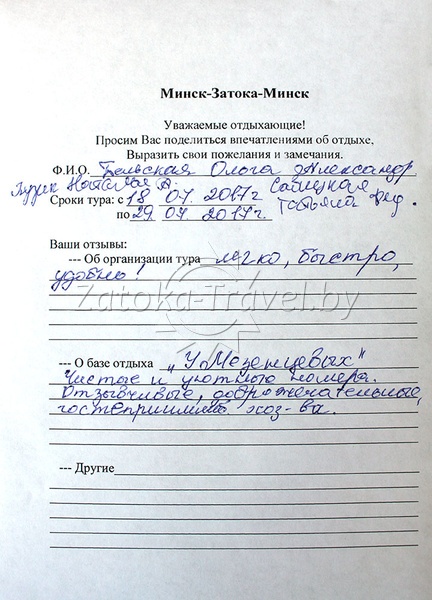 Минск-Затока-Минск
Уважаемые отдыхающие!
Просим Вас поделиться впечатлениями об отдыхе,
Выразить свои пожелания и замечания.
Ф.И.О. Бельская Ольга Александр
Наталья А.
Сроки тура: с 18 07 2017г
Татьяна
по 29.07.2017г.
Ваши отзывы:
--- Об организации тура легко, быстро,
удобно!
Zatoka-Travel.by
--- О базе отдыха „У Мезенцевых"
Чистые и уютные номера.
Отзывчивые, доброжелательные,
гостеприимные хоз-ва.
--- Другие